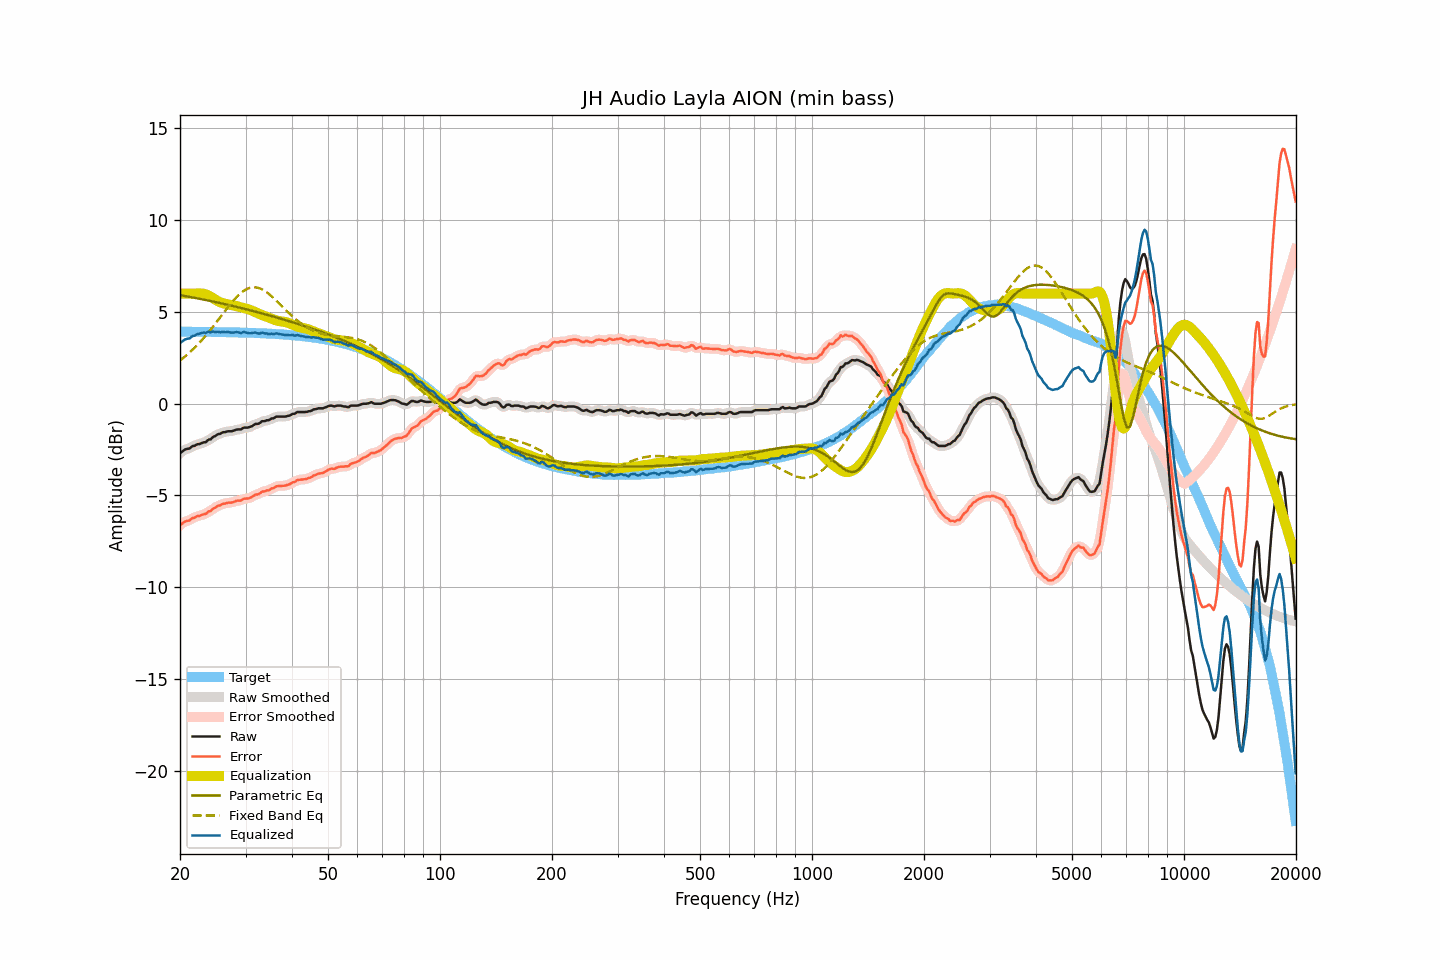 JH Audio Layla AION (min bass)
15
10
5
0
−5
−10
−15
−20
Amplitude (dBr)
Target
Raw Smoothed
Error Smoothed
Raw
Error
Equalization
Parametric Eq
Fixed Band Eq
Equalized
20 50 100 200 500 1000 2000 5000 10000 20000
Frequency (Hz)